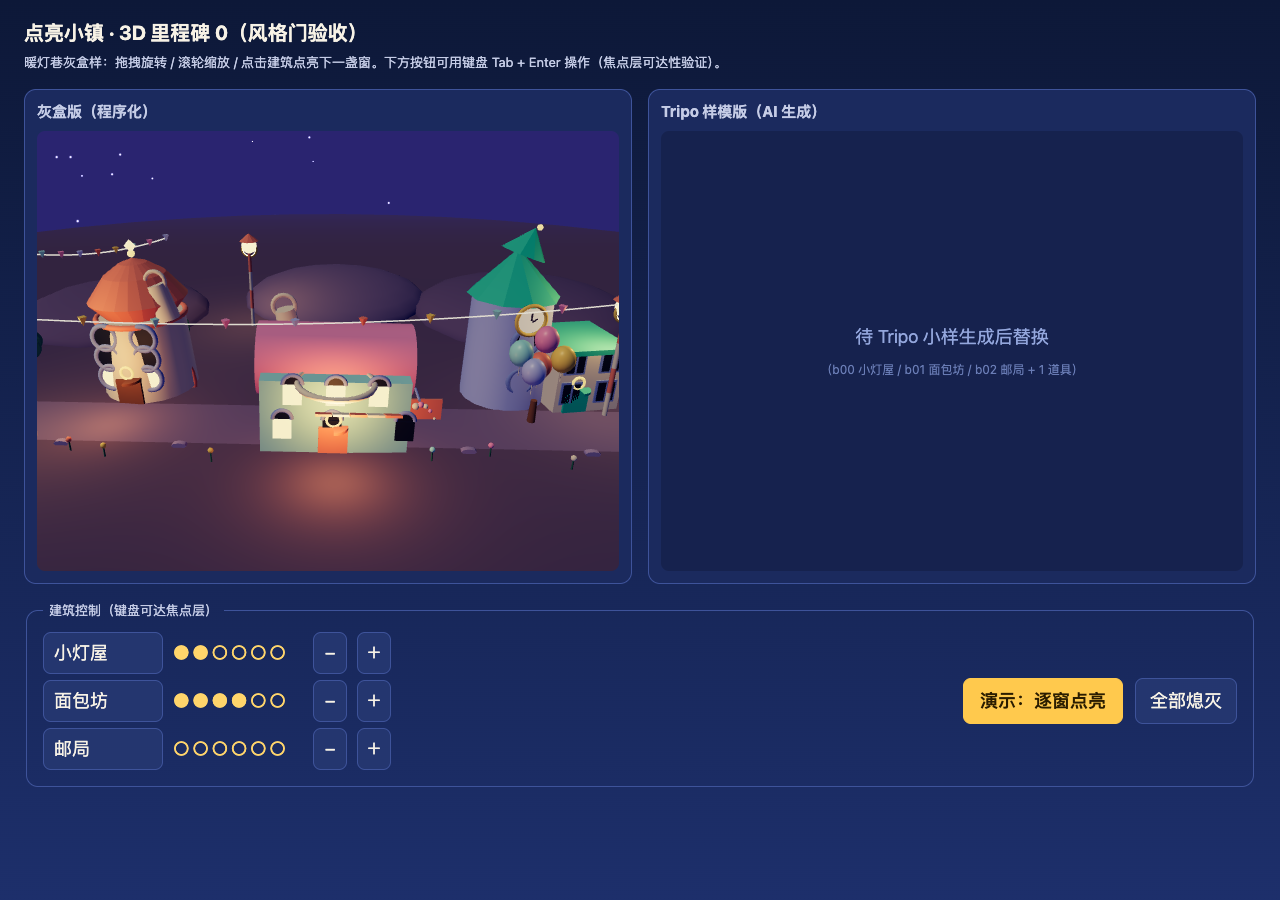 点亮小镇 · 3D 里程碑 0（风格门验收）
暖灯巷灰盒样：拖拽旋转 / 滚轮缩放 / 点击建筑点亮下一盏窗。下方按钮可用键盘 Tab + Enter 操作（焦点层可达性验证）。
灰盒版（程序化）
Tripo 样模版（AI 生成）
待 Tripo 小样生成后替换
（b00 小灯屋 / b01 面包坊 / b02 邮局 + 1 道具）
建筑控制（键盘可达焦点层）
小灯屋 − +
面包坊 − +
邮局 − +
演示：逐窗点亮
全部熄灭